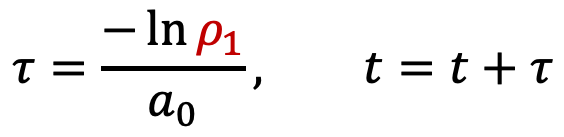 τ = −ln ρ₁ / a₀,  t = t + τ